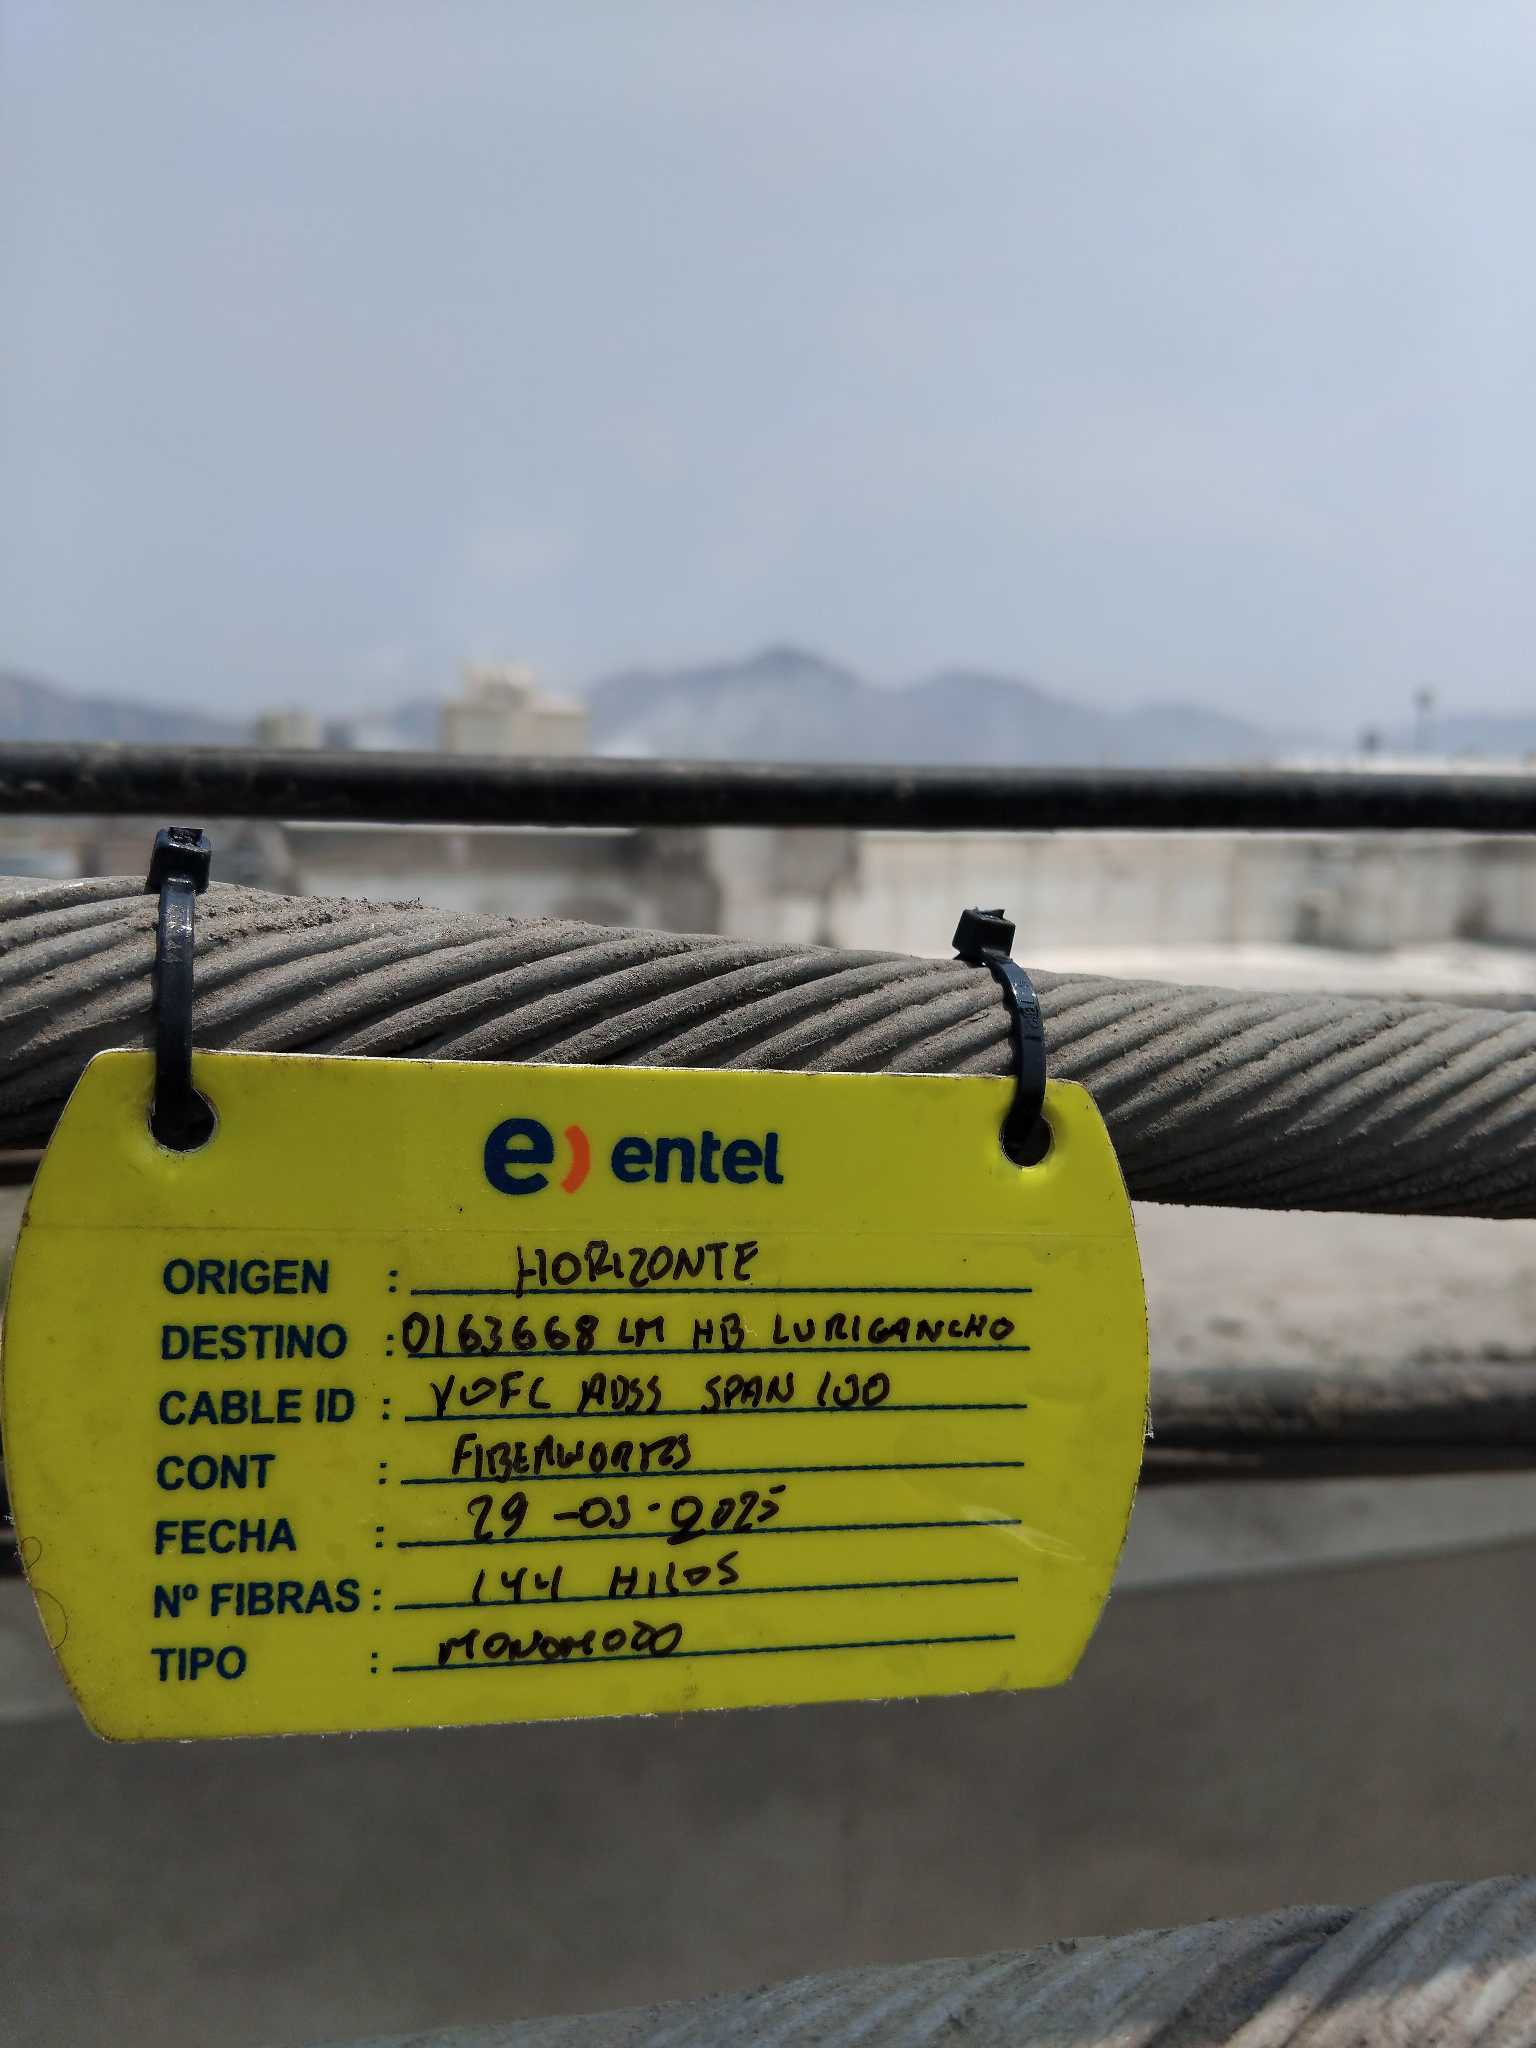 e) entel
ORIGEN : HORIZONTE
DESTINO : 0163668 LM HB LURIGANCHO
CABLE ID : YOFC ADSS SPAN 100
CONT : FIBERWORKS
FECHA : 29-03-2025
Nº FIBRAS : 144 HILOS
TIPO : MONOMODO